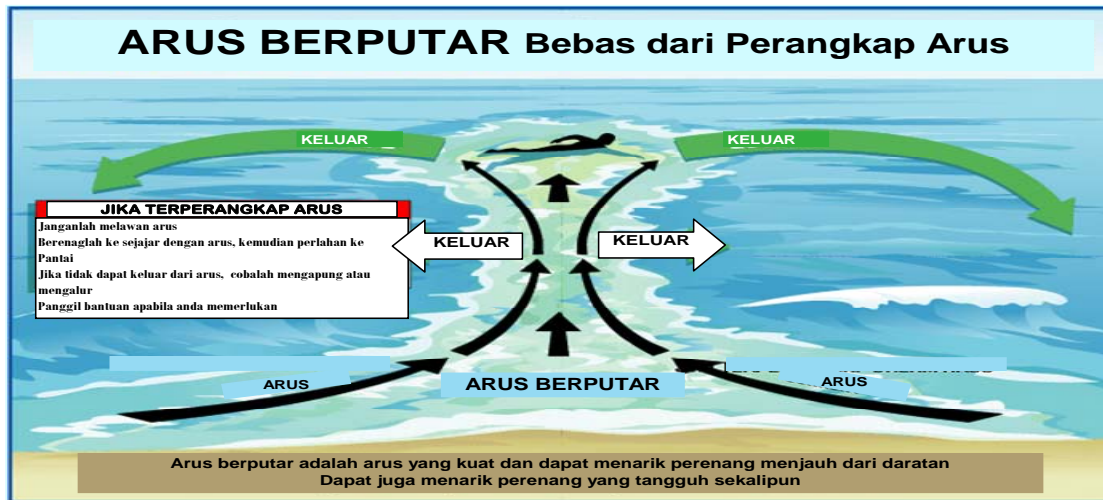 ARUS BERPUTAR Bebas dari Perangkap Arus
KELUAR
KELUAR
JIKA TERPERANGKAP ARUS
Janganlah melawan arus
Berenaglah ke sejajar dengan arus, kemudian perlahan ke
Pantai
Jika tidak dapat keluar dari arus, cobalah mengapung atau
mengalur
Panggil bantuan apabila anda memerlukan
KELUAR
KELUAR
ARUS
ARUS BERPUTAR
ARUS
Arus berputar adalah arus yang kuat dan dapat menarik perenang menjauh dari daratan
Dapat juga menarik perenang yang tangguh sekalipun